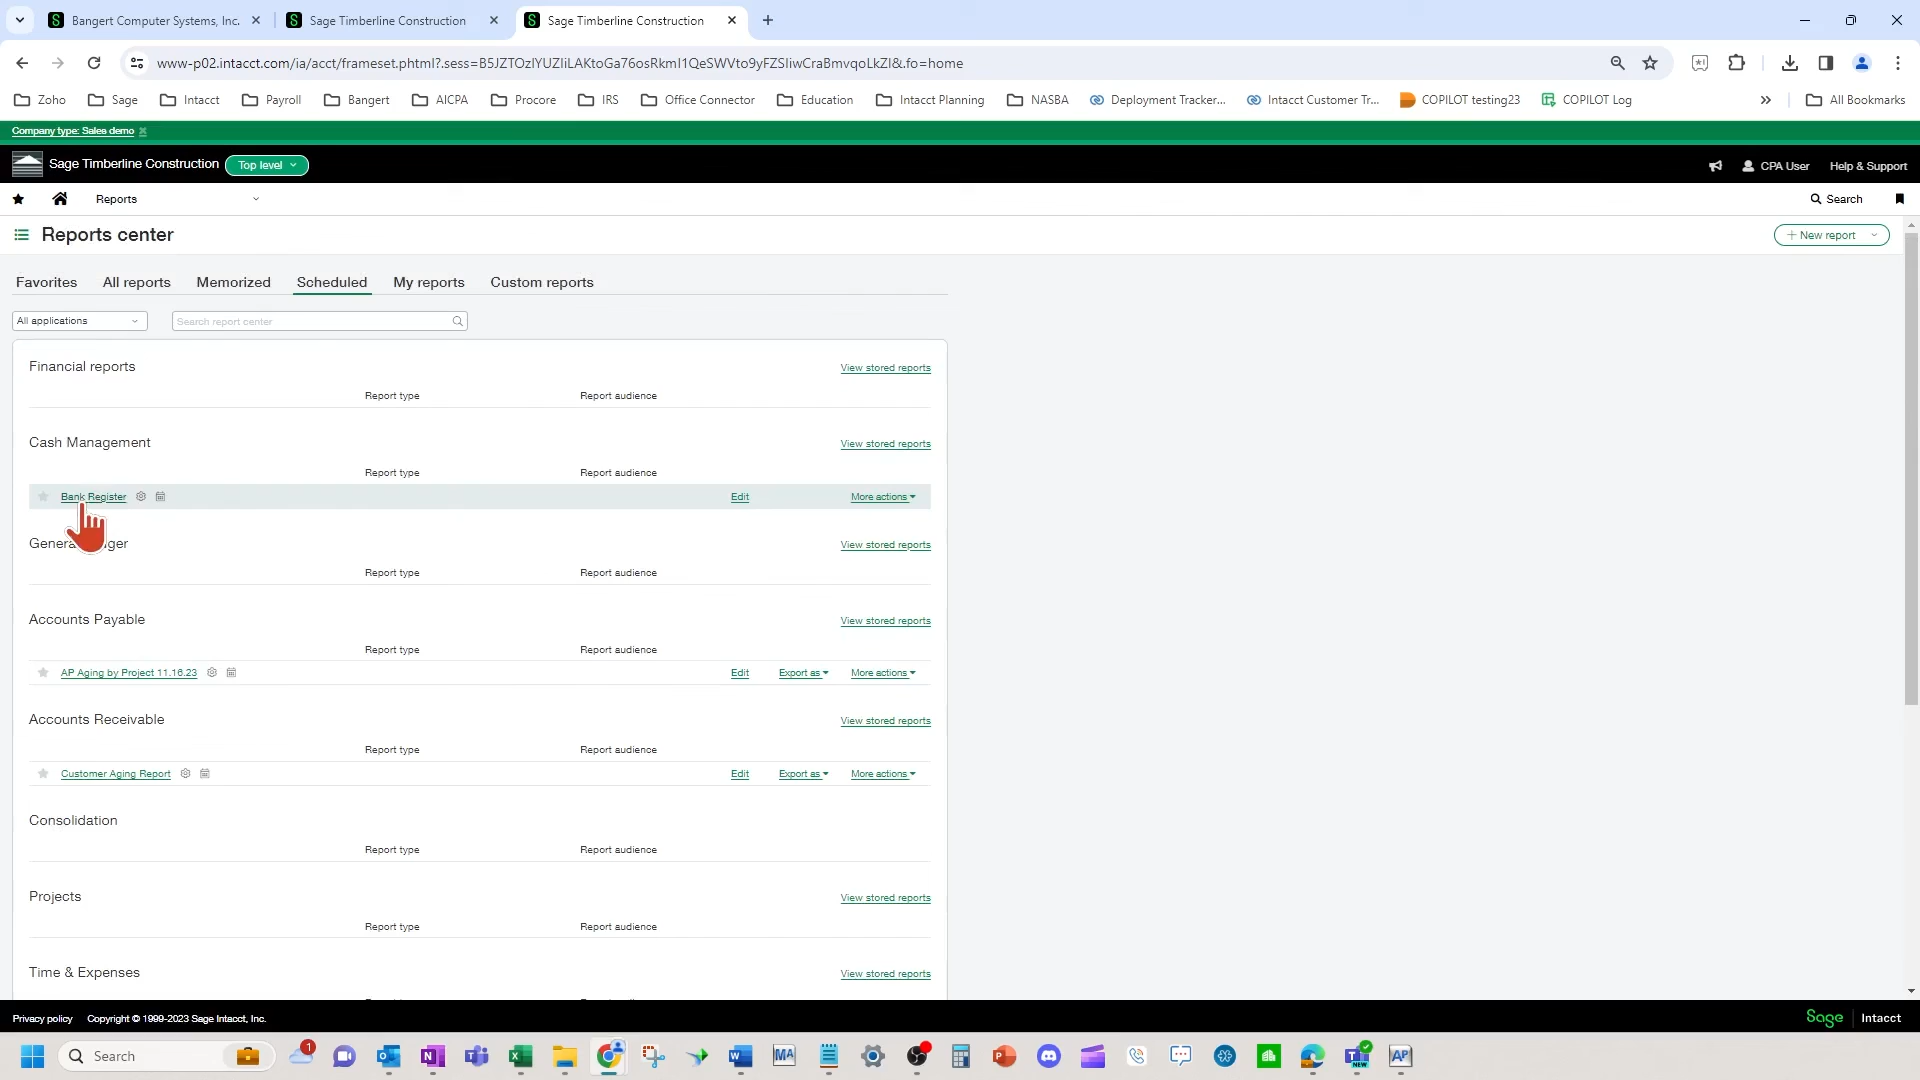 Bangert Computer Systems, Inc.
Sage Timberline Construction
Sage Timberline Construction
www-p02.intacct.com/ia/acct/frameset.phtml?.sess=B5JZTOzlYUZIiLAKtoGa76osRkmI1QeSWVto9yFZSIiwCraBmvqoLkZI&.fo=home
Zoho Sage Intacct Payroll Bangert AICPA Procore IRS Office Connector Education Intacct Planning NASBA Deployment Tracker... Intacct Customer Tr... COPILOT testing23 COPILOT Log » All Bookmarks
Company type: Sales demo
Sage Timberline Construction Top level CPA User Help & Support
Reports Search
Reports center + New report
Favorites All reports Memorized Scheduled My reports Custom reports
All applications Search report center
Financial reports View stored reports
Report type Report audience
Cash Management View stored reports
Report type Report audience
Bank Register Edit More actions
View stored reports
Report type Report audience
Accounts Payable View stored reports
Report type Report audience
AP Aging by Project 11.16.23 Edit Export as More actions
Accounts Receivable View stored reports
Report type Report audience
Customer Aging Report Edit Export as More actions
Consolidation
Report type Report audience
Projects View stored reports
Report type Report audience
Time & Expenses View stored reports
Privacy policy Copyright © 1999-2023 Sage Intacct, Inc. Sage Intacct
Search 1 MA NEW AP